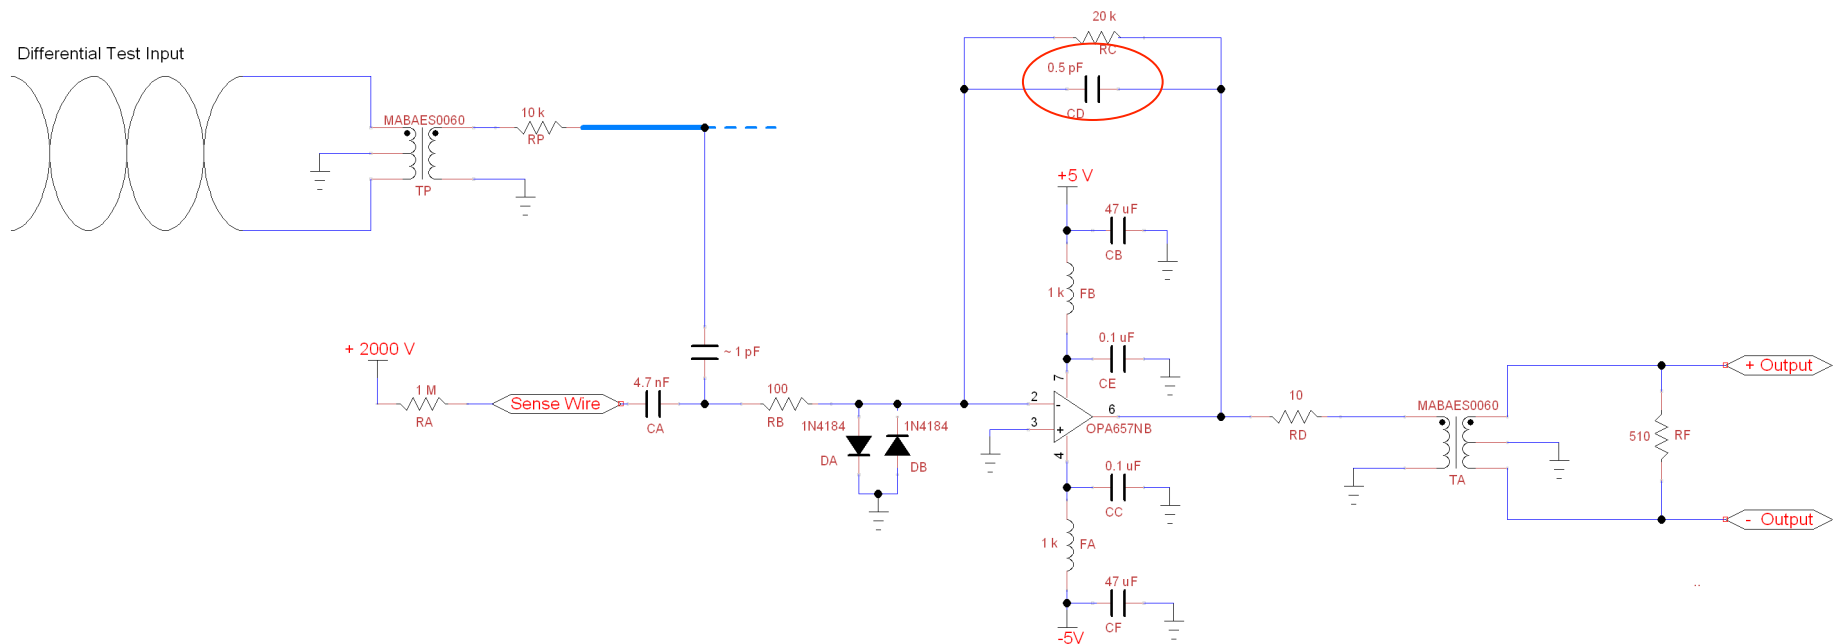 20 k
RC
Differential Test Input
0.5 pF
CD
MABAES0060
10 k
RP
TP
+5 V
47 uF
CB
1 k
FB
0.1 uF
CE
+ 2000 V
~ 1 pF
1 M
RA
Sense Wire
4.7 nF
CA
100
RB
1N4184
DA
1N4184
DB
2
3
-
+
7
6
4
OPA657NB
10
RD
MABAES0060
TA
510
RF
+ Output
- Output
0.1 uF
CC
1 k
FA
47 uF
CF
-5V
..